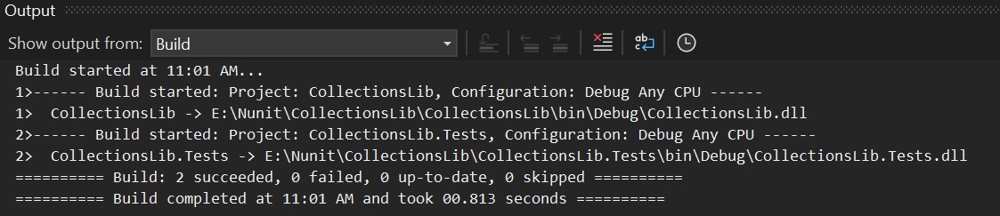 Output
Show output from: Build
Build started at 11:01 AM...
1>------ Build started: Project: CollectionsLib, Configuration: Debug Any CPU ------
1>  CollectionsLib -> E:\Nunit\CollectionsLib\CollectionsLib\bin\Debug\CollectionsLib.dll
2>------ Build started: Project: CollectionsLib.Tests, Configuration: Debug Any CPU ------
2>  CollectionsLib.Tests -> E:\Nunit\CollectionsLib\CollectionsLib.Tests\bin\Debug\CollectionsLib.Tests.dll
========== Build: 2 succeeded, 0 failed, 0 up-to-date, 0 skipped ==========
========== Build completed at 11:01 AM and took 00.813 seconds ==========